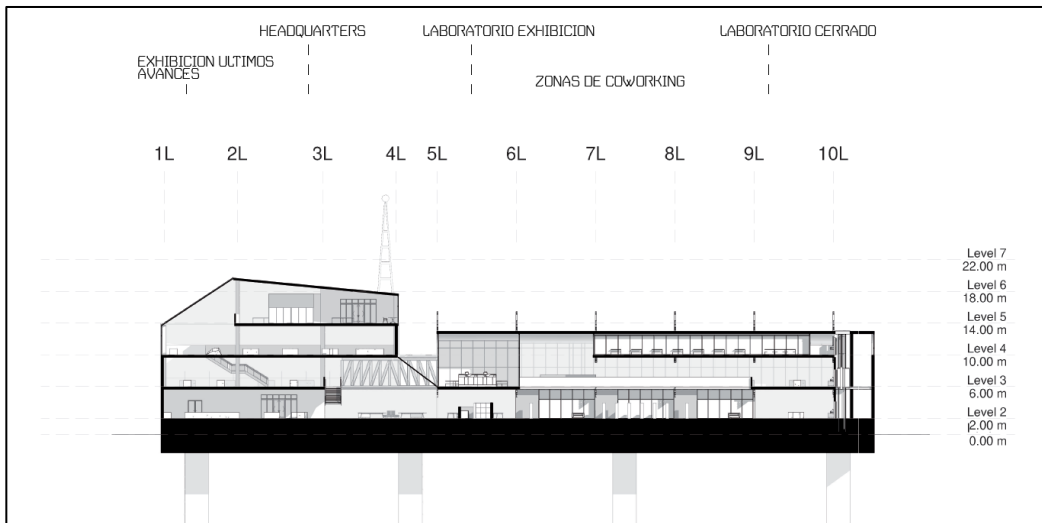 HEADQUARTERS
LABORATORIO EXHIBICION
LABORATORIO CERRADO
EXHIBICION ULTIMOS
AVANCES
ZONAS DE COWORKING
1L 2L 3L 4L 5L 6L 7L 8L 9L 10L
Level 7
22.00 m
Level 6
18.00 m
Level 5
14.00 m
Level 4
10.00 m
Level 3
6.00 m
Level 2
2.00 m
0.00 m